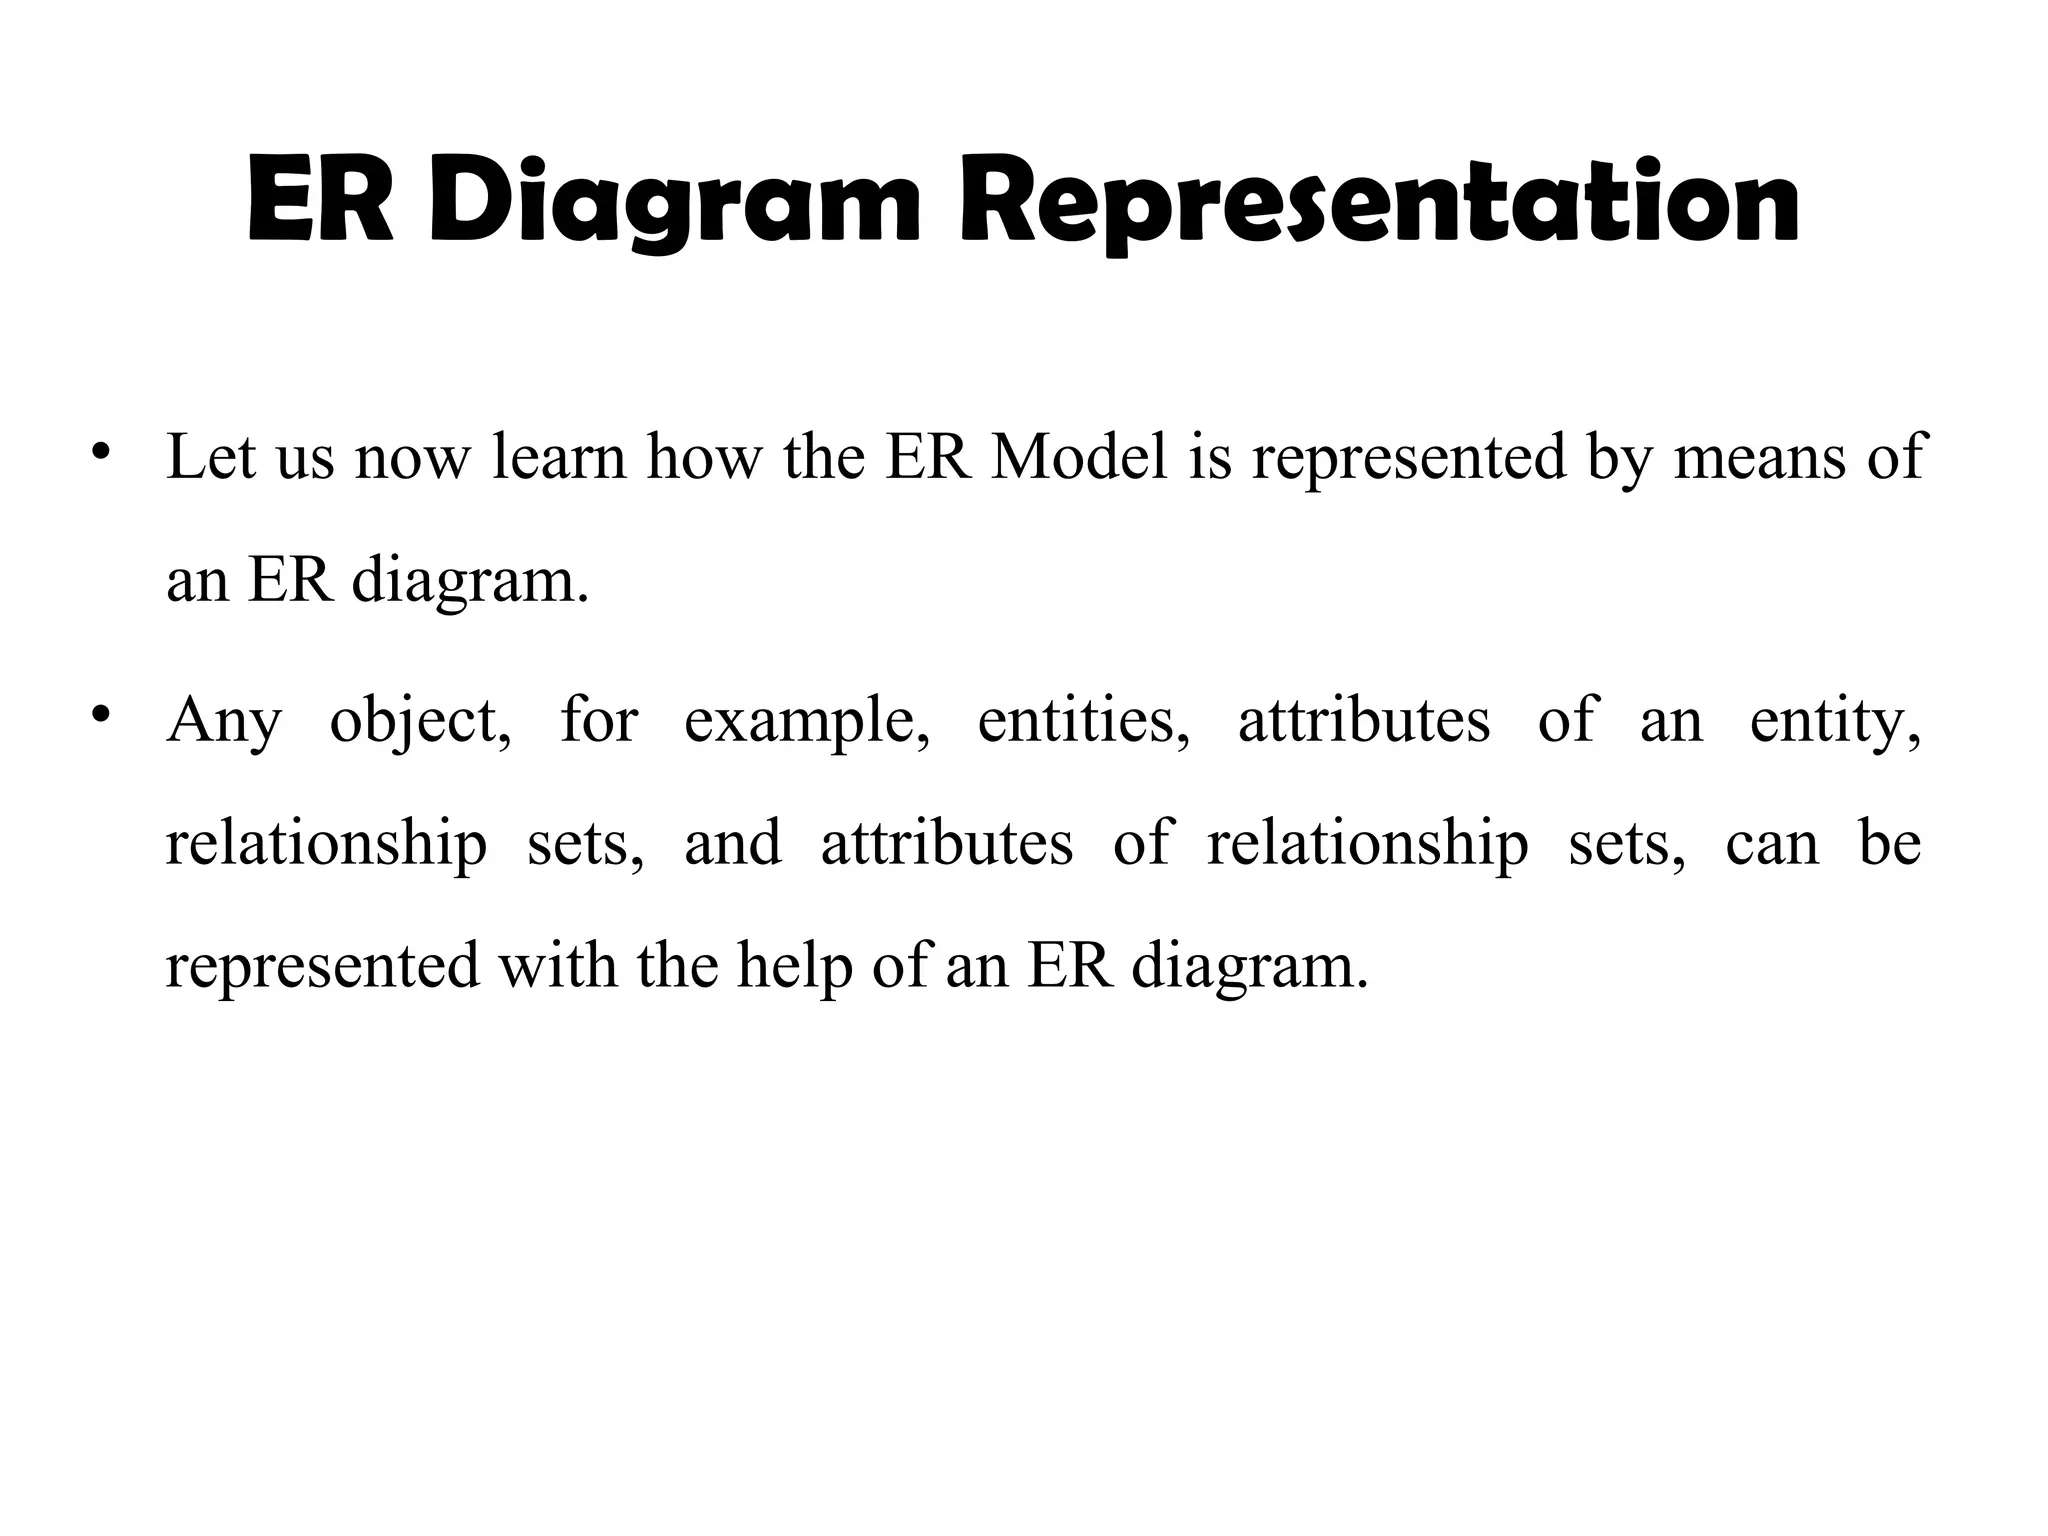 ER Diagram Representation
• Let us now learn how the ER Model is represented by means of
an ER diagram.
• Any object, for example, entities, attributes of an entity,
relationship sets, and attributes of relationship sets, can be
represented with the help of an ER diagram.